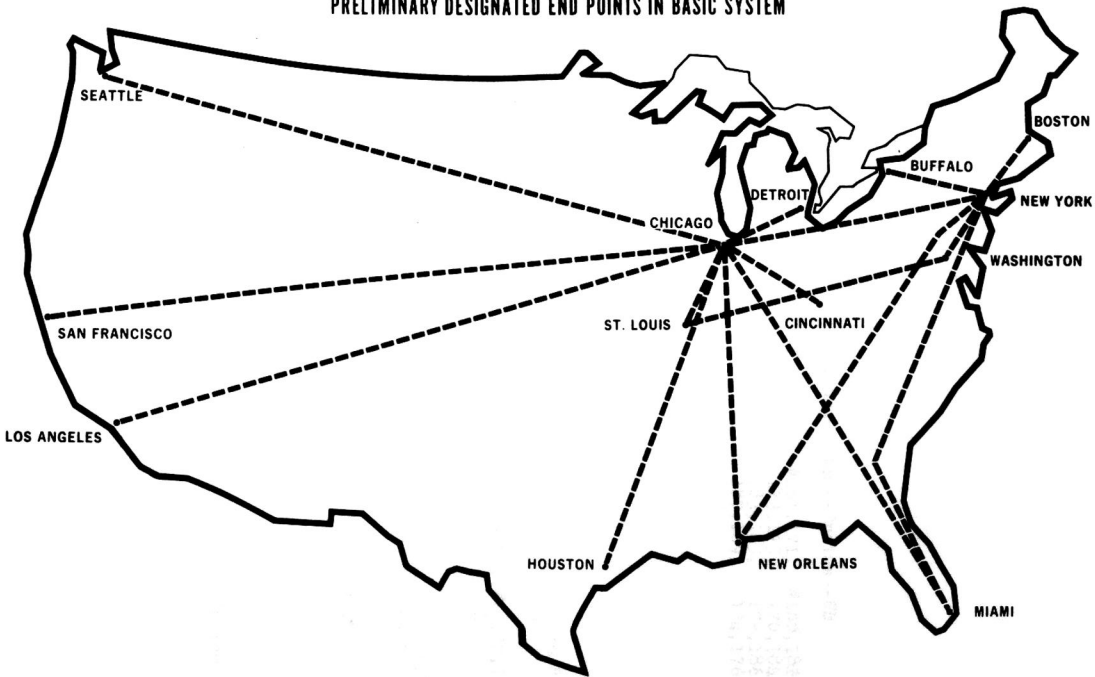 PRELIMINARY DESIGNATED END POINTS IN BASIC SYSTEM
SEATTLE
BOSTON
BUFFALO
DETROIT
NEW YORK
CHICAGO
WASHINGTON
ST. LOUIS
CINCINNATI
SAN FRANCISCO
LOS ANGELES
HOUSTON
NEW ORLEANS
MIAMI